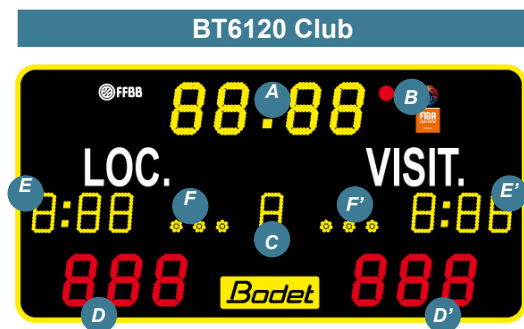 BT6120 Club
FFBB 88:88 A B
FIBA
LOC. VISIT.
E 8:88 F 8 F' 8:88 E'
C
888 Bodet 888
D D'